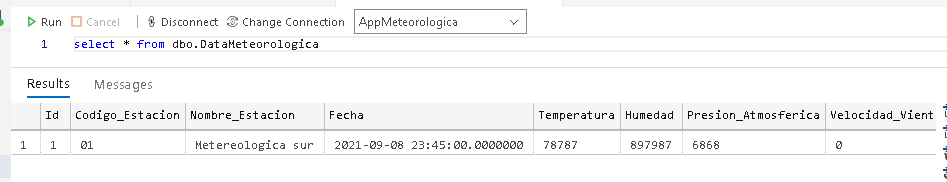 Run Cancel Disconnect Change Connection AppMeteorologica
1 select * from dbo.DataMeteorologica
Results Messages
Id Codigo_Estacion Nombre_Estacion Fecha Temperatura Humedad Presion_Atmosferica Velocidad_Vient
1 1 01 Metereologica sur 2021-09-08 23:45:00.0000000 78787 897987 6868 0